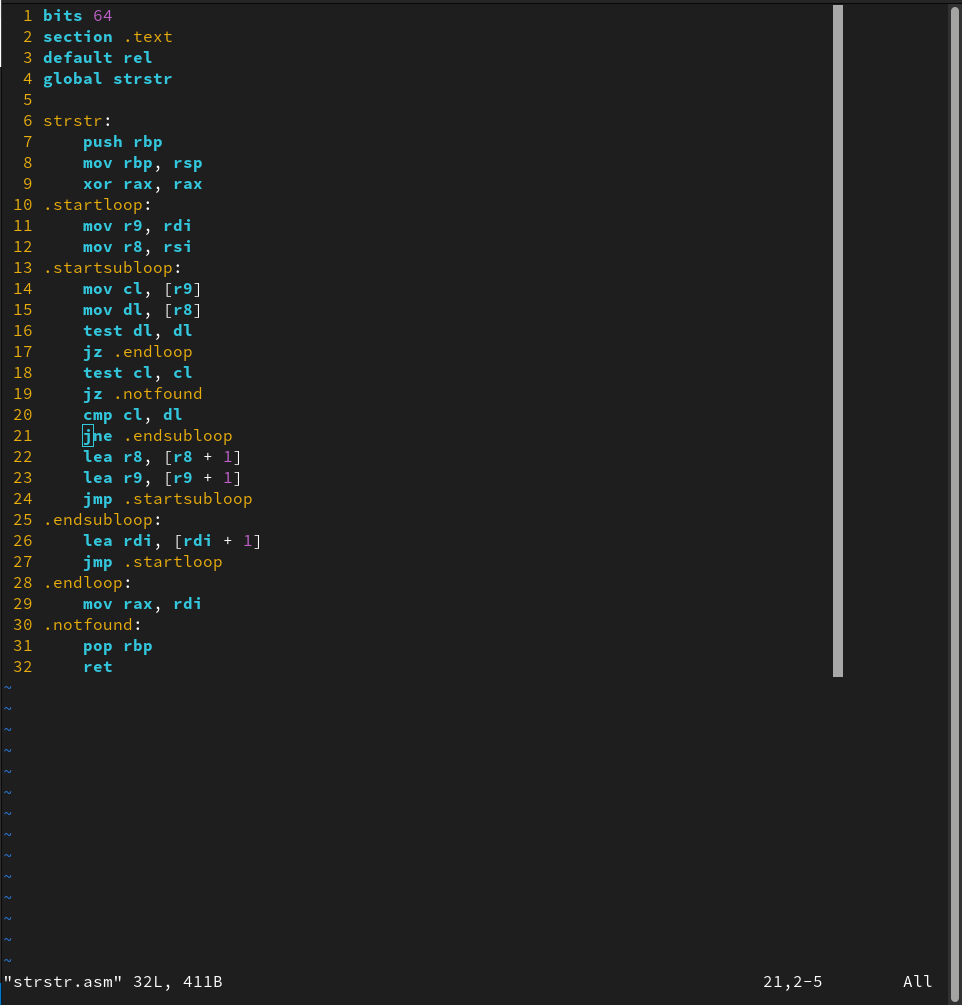 1 bits 64
2 section .text
3 default rel
4 global strstr
5
6 strstr:
7     push rbp
8     mov rbp, rsp
9     xor rax, rax
10 .startloop:
11     mov r9, rdi
12     mov r8, rsi
13 .startsubloop:
14     mov cl, [r9]
15     mov dl, [r8]
16     test dl, dl
17     jz .endloop
18     test cl, cl
19     jz .notfound
20     cmp cl, dl
21     jne .endsubloop
22     lea r8, [r8 + 1]
23     lea r9, [r9 + 1]
24     jmp .startsubloop
25 .endsubloop:
26     lea rdi, [rdi + 1]
27     jmp .startloop
28 .endloop:
29     mov rax, rdi
30 .notfound:
31     pop rbp
32     ret
~
~
~
~
~
~
~
~
~
~
~
~
~
~
"strstr.asm" 32L, 411B 21,2-5 All